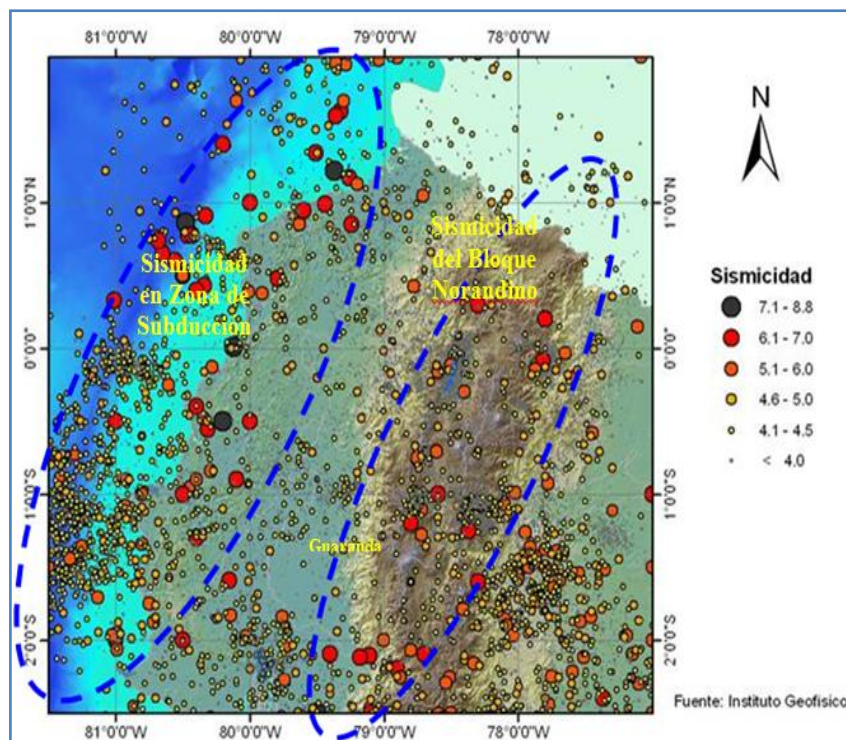 81°0'0"W 80°0'0"W 79°0'0"W 78°0'0"W
N
1°0'0"N 1°0'0"N
Sismicidad
en Zona de
Subducción
Sismicidad
del Bloque
Norandino
Sismicidad
7.1 - 8.8
6.1 - 7.0
5.1 - 6.0
4.6 - 5.0
4.1 - 4.5
< 4.0
0°0'0" 0°0'0"
1°0'0"S 1°0'0"S
Guaranda
2°0'0"S 2°0'0"S
Fuente: Instituto Geofisico
81°0'0"W 80°0'0"W 79°0'0"W 78°0'0"W